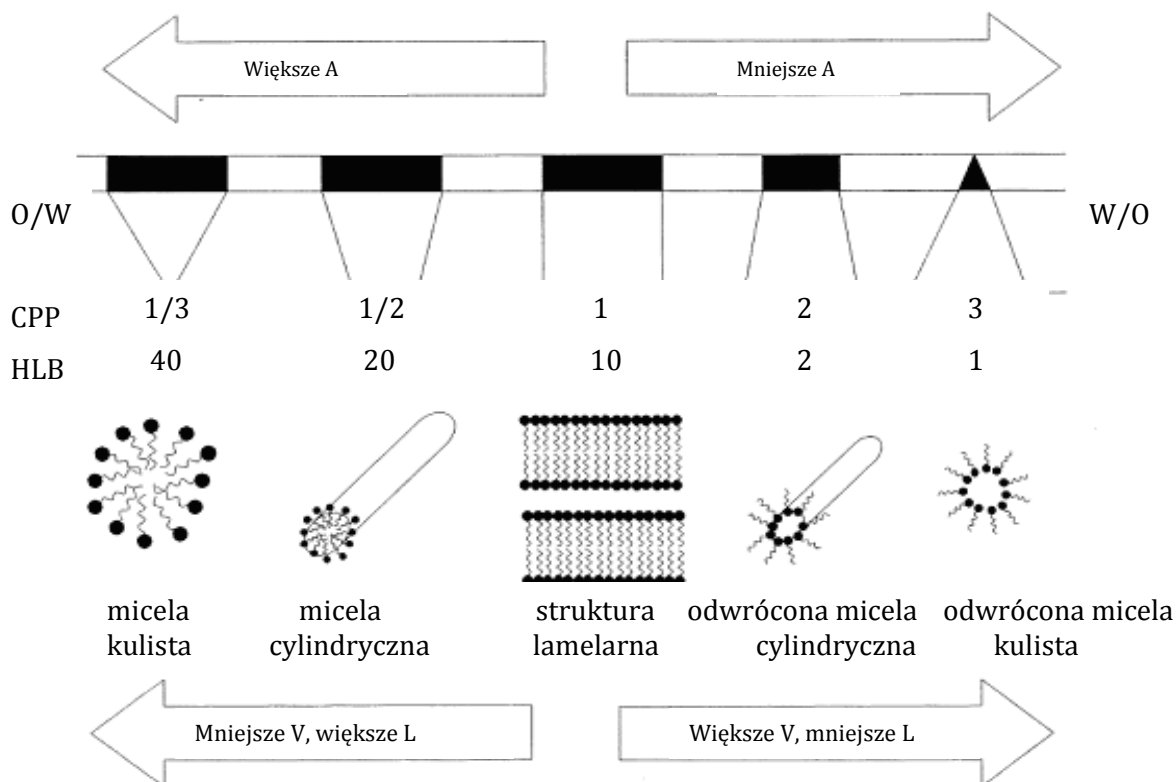 Większe A
Mniejsze A
O/W
W/O
CPP 1/3 1/2 1 2 3
HLB 40 20 10 2 1
micela micela struktura odwrócona micela odwrócona micela
kulista cylindryczna lamelarna cylindryczna kulista
Mniejsze V, większe L
Większe V, mniejsze L